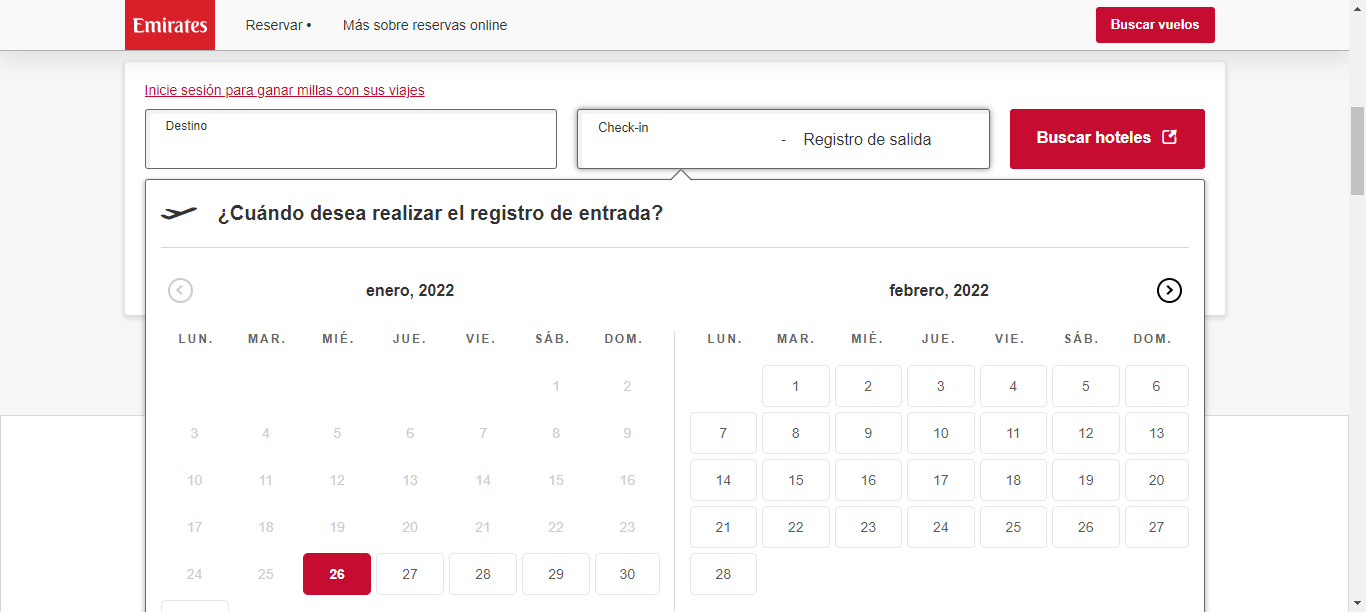 Emirates
Reservar •
Más sobre reservas online
Buscar vuelos
Inicie sesión para ganar millas con sus viajes
Destino
Check-in
- Registro de salida
Buscar hoteles
¿Cuándo desea realizar el registro de entrada?
enero, 2022
LUN. MAR. MIÉ. JUE. VIE. SÁB. DOM.
1 2
3 4 5 6 7 8 9
10 11 12 13 14 15 16
17 18 19 20 21 22 23
24 25 26 27 28 29 30
febrero, 2022
LUN. MAR. MIÉ. JUE. VIE. SÁB. DOM.
1 2 3 4 5 6
7 8 9 10 11 12 13
14 15 16 17 18 19 20
21 22 23 24 25 26 27
28